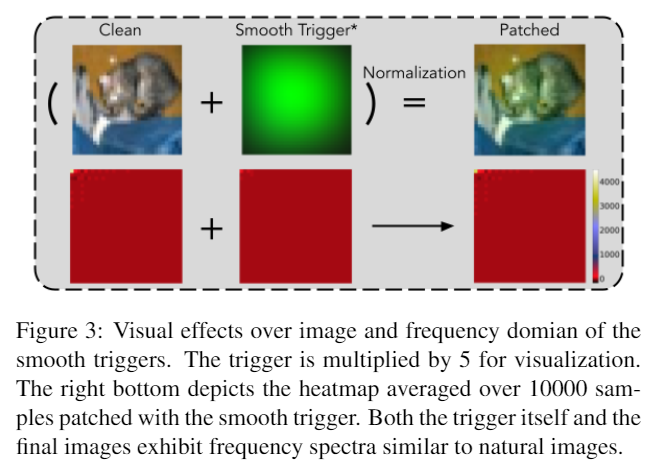 Clean Smooth Trigger* Patched
( + ) Normalization =
+
4000
3000
2000
1000
0
Figure 3: Visual effects over image and frequency domian of the
smooth triggers. The trigger is multiplied by 5 for visualization.
The right bottom depicts the heatmap averaged over 10000 sam-
ples patched with the smooth trigger. Both the trigger itself and the
final images exhibit frequency spectra similar to natural images.